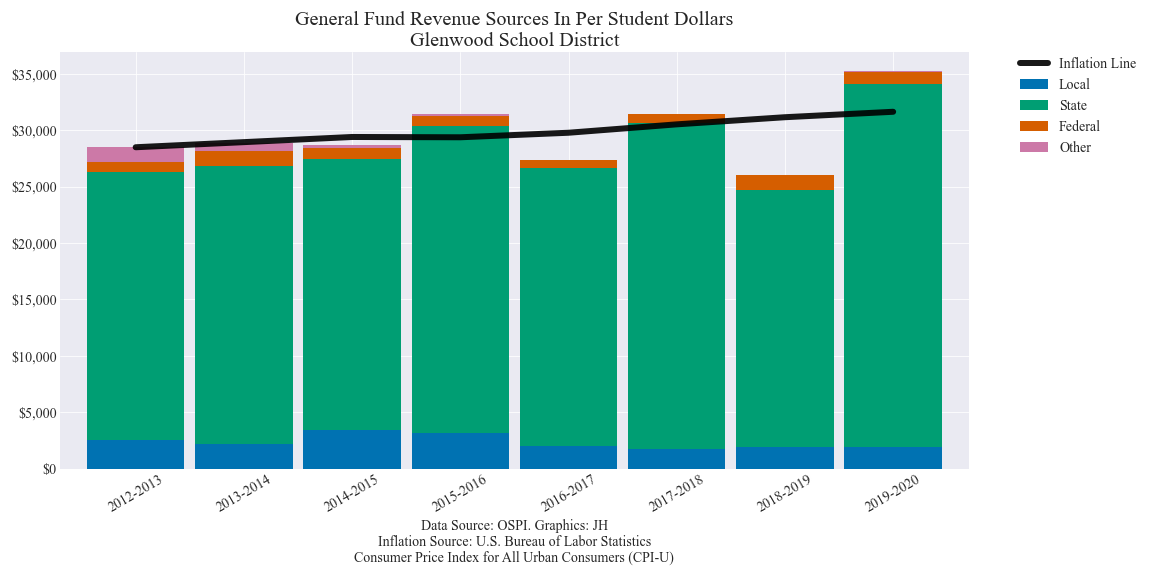 General Fund Revenue Sources In Per Student Dollars
Glenwood School District
Inflation Line
Local
State
Federal
Other
$35,000
$30,000
$25,000
$20,000
$15,000
$10,000
$5,000
$0
2012-2013
2013-2014
2014-2015
2015-2016
2016-2017
2017-2018
2018-2019
2019-2020
Data Source: OSPI. Graphics: JH
Inflation Source: U.S. Bureau of Labor Statistics
Consumer Price Index for All Urban Consumers (CPI-U)